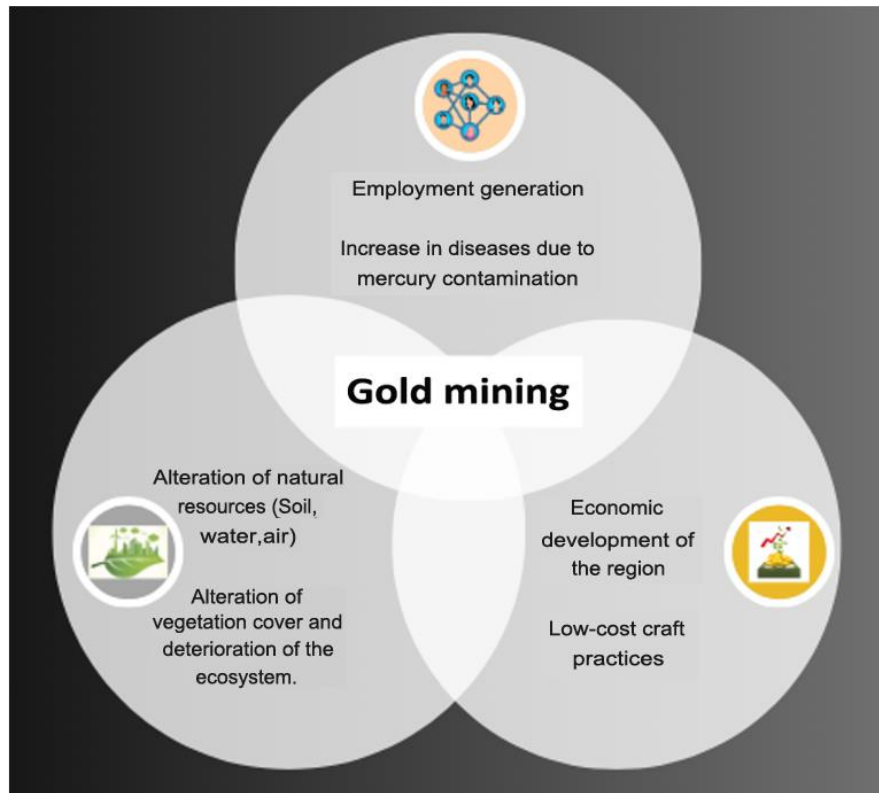 Employment generation
Increase in diseases due to
mercury contamination
Gold mining
Alteration of natural
resources (Soil,
water,air)
Alteration of
vegetation cover and
deterioration of the
ecosystem.
Economic
development of
the region
Low-cost craft
practices